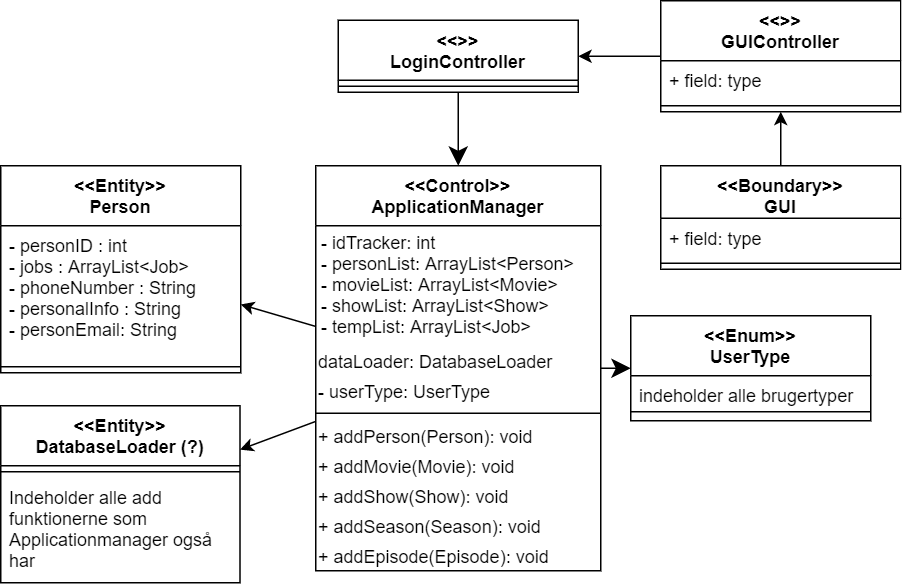 <<>>
LoginController
<<>>
GUIController
+ field: type
<<Entity>>
Person
- personID : int
- jobs : ArrayList<Job>
- phoneNumber : String
- personalInfo : String
- personEmail: String
<<Control>>
ApplicationManager
- idTracker: int
- personList: ArrayList<Person>
- movieList: ArrayList<Movie>
- showList: ArrayList<Show>
- tempList: ArrayList<Job>
dataLoader: DatabaseLoader
- userType: UserType
+ addPerson(Person): void
+ addMovie(Movie): void
+ addShow(Show): void
+ addSeason(Season): void
+ addEpisode(Episode): void
<<Boundary>>
GUI
+ field: type
<<Enum>>
UserType
indeholder alle brugertyper
<<Entity>>
DatabaseLoader (?)
Indeholder alle add
funktionerne som
Applicationmanager også
har